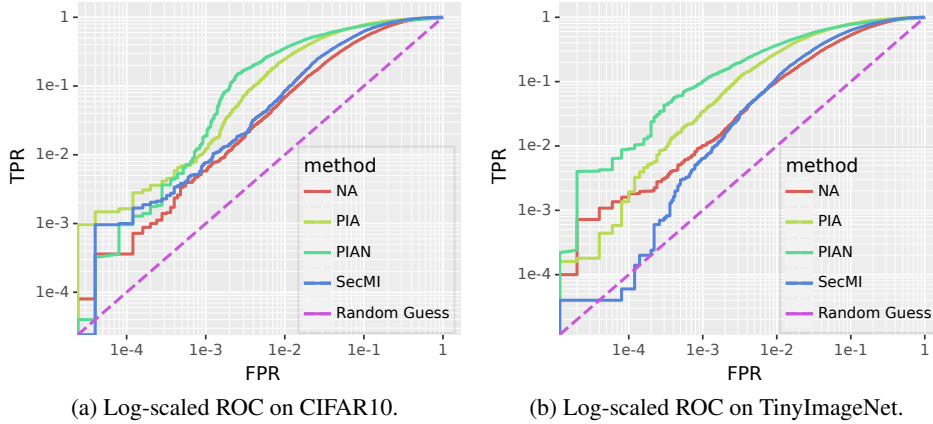 1
1e-1
1e-2
1e-3
1e-4
TPR
method
NA
PIA
PIAN
SecMI
Random Guess
1e-4 1e-3 1e-2 1e-1 1
FPR
(a) Log-scaled ROC on CIFAR10.
1
1e-1
1e-2
1e-3
1e-4
TPR
method
NA
PIA
PIAN
SecMI
Random Guess
1e-4 1e-3 1e-2 1e-1 1
FPR
(b) Log-scaled ROC on TinyImageNet.